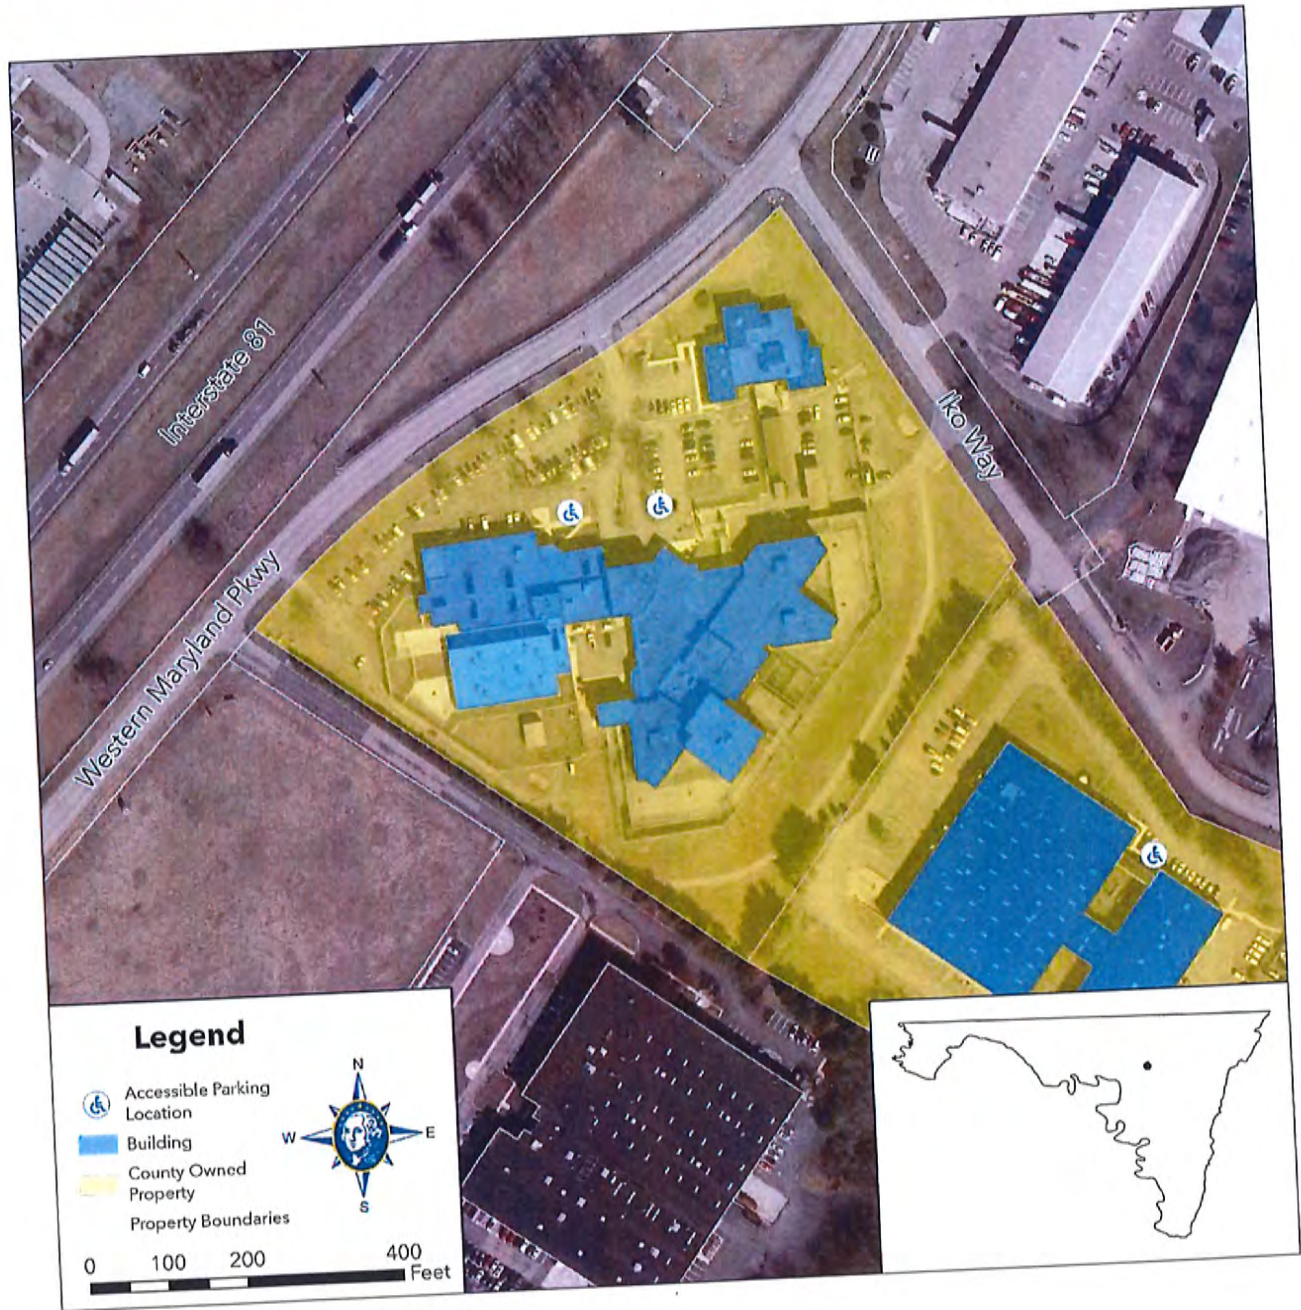 Interstate 81
Iko Way
Western Maryland Pkwy
Legend
Accessible Parking
Location
Building
County Owned
Property
Property Boundaries
N
W
E
S
0
100
200
400
Feet